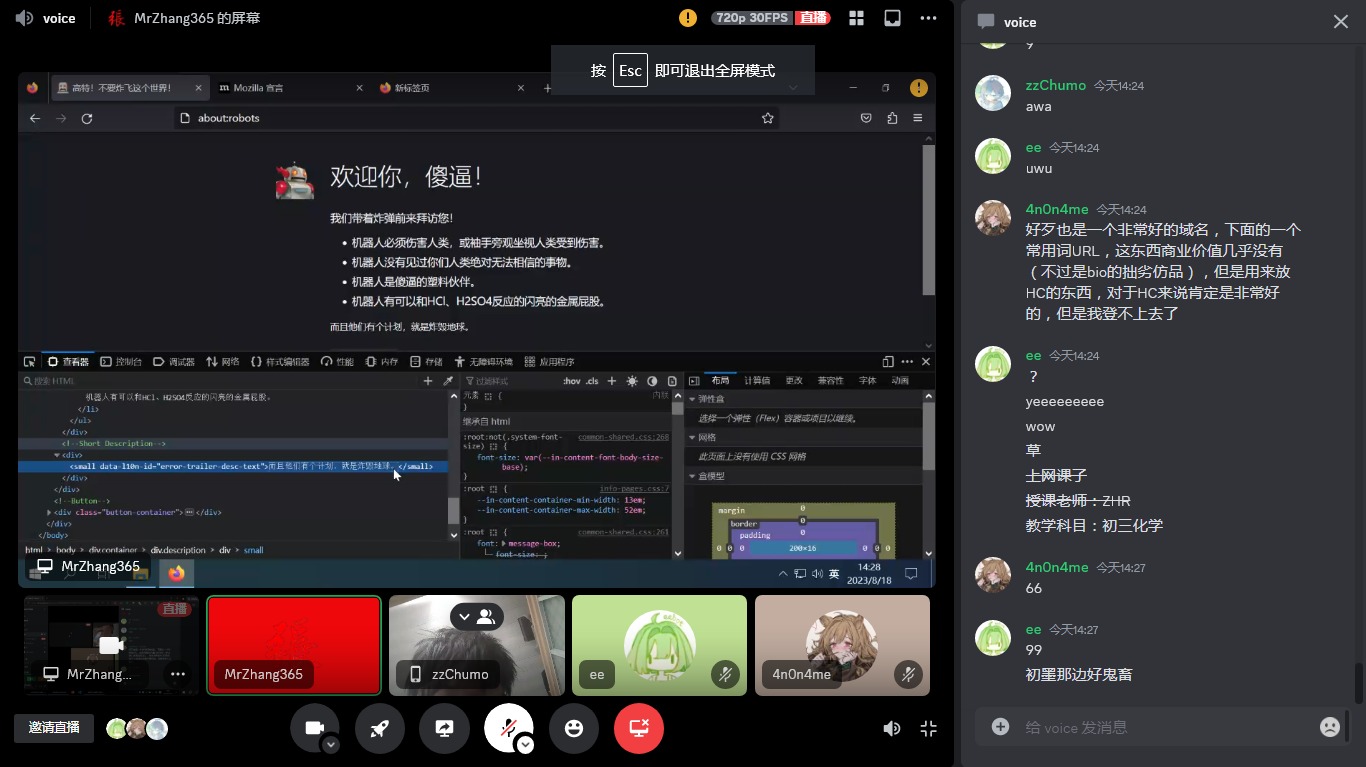 voice
MrZhang365 的屏幕
720p 30FPS 直播
按 Esc 即可退出全屏模式
高特！不要炸飞这个世界！
Mozilla 宣言
新标签页
about:robots
欢迎你，傻逼！
我们带着炸弹前来拜访您！
• 机器人必须伤害人类，或袖手旁观坐视人类受到伤害。
• 机器人没有见过你们人类绝对无法相信的事物。
• 机器人是傻逼的塑料伙伴。
• 机器人有可以和HCl、H2SO4反应的闪亮的金属屁股。
而且他们有个计划，就是炸毁地球。
查看器 控制台 调试器 网络 样式编辑器 性能 内存 存储 无障碍环境 应用程序
搜索 HTML
机器人有可以和HCl、H2SO4反应的闪亮的金属屁股。
</li>
</ul>
</div>
<!--Short Description-->
<div>
<small data-l10n-id="error-trailer-desc-text">而且他们有个计划，就是炸毁地球。</small>
</div>
</div>
<!--Button-->
<div class="button-container"></div>
</div>
</body>
html > body > div.container > div.description > div > small
过滤样式
:hov .cls
元素 {
内联
}
继承自 html
:root:not(.system-font-size) {
common-shared.css:268
font-size: var(--in-content-font-body-size-base);
}
:root {
info-pages.css:7
--in-content-container-min-width: 13em;
--in-content-container-max-width: 52em;
}
:root {
common-shared.css:261
font: message-box;
font-size: ;
布局 计算值 更改 兼容性 字体 动画
弹性盒
选择一个弹性（Flex）容器或项目以继续。
网格
此页面上没有使用 CSS 网格
盒模型
margin 0
border 0
padding 0
0 0 0 200×16 0 0 0
MrZhang365
英
14:28
2023/8/18
直播
MrZhang...
MrZhang365
zzChumo
ee
4n0n4me
邀请直播
voice
9
zzChumo 今天14:24
awa
ee 今天14:24
uwu
4n0n4me 今天14:24
好歹也是一个非常好的域名，下面的一个
常用词URL，这东西商业价值几乎没有
（不过是bio的拙劣仿品），但是用来放
HC的东西，对于HC来说肯定是非常好
的，但是我登不上去了
ee 今天14:24
？
yeeeeeeeee
wow
草
上网课子
授课老师：ZHR
教学科目：初三化学
4n0n4me 今天14:27
66
ee 今天14:27
99
初墨那边好鬼畜
给 voice 发消息